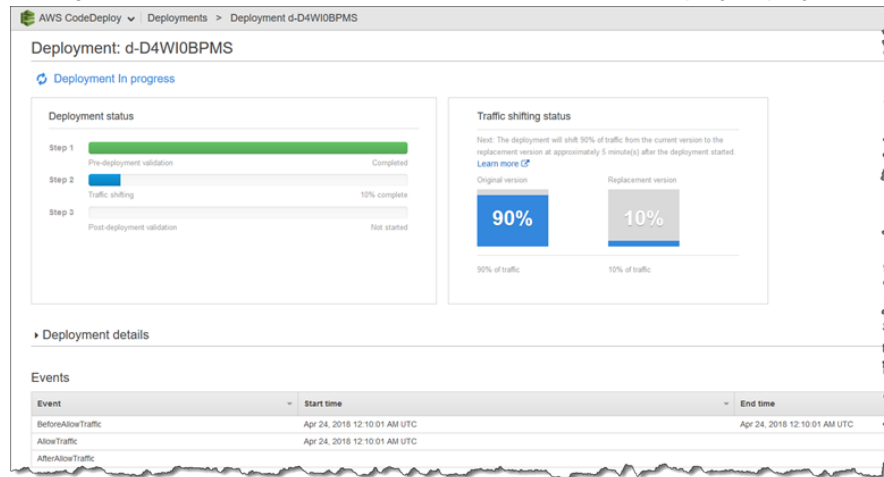 AWS CodeDeploy Deployments > Deployment d-D4WI0BPMS Deployments
Deployment: d-D4WI0BPMS
Deployment In progress
Deployment status
Step 1
Pre-deployment validation Completed
Step 2
Traffic shifting 10% complete
Step 3
Post-deployment validation Not started
Traffic shifting status
Next: The deployment will shift 90% of traffic from the current version to the
replacement version at approximately 5 minute(s) after the deployment started.
Learn more
Original version Replacement version
90% 10%
90% of traffic 10% of traffic
Deployment details
Events
Event Start time End time
BeforeAllowTraffic Apr 24, 2018 12:10:01 AM UTC Apr 24, 2018 12:10:01 AM UTC
AllowTraffic Apr 24, 2018 12:10:01 AM UTC
AfterAllowTraffic